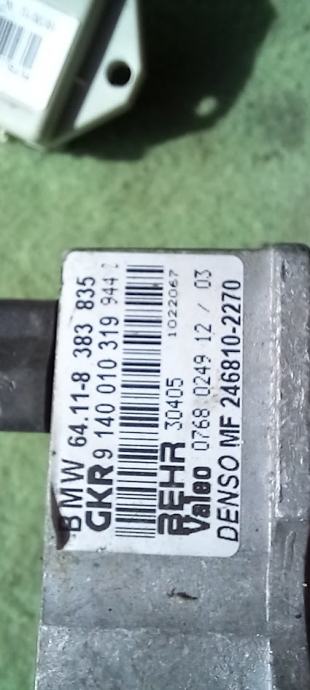 BMW 64.11-8 383 835
GKR 9 140 010 319 944
1022067
BEHR 30405
Valeo 0768 0249 12 / 03
DENSO MF 246810-2270